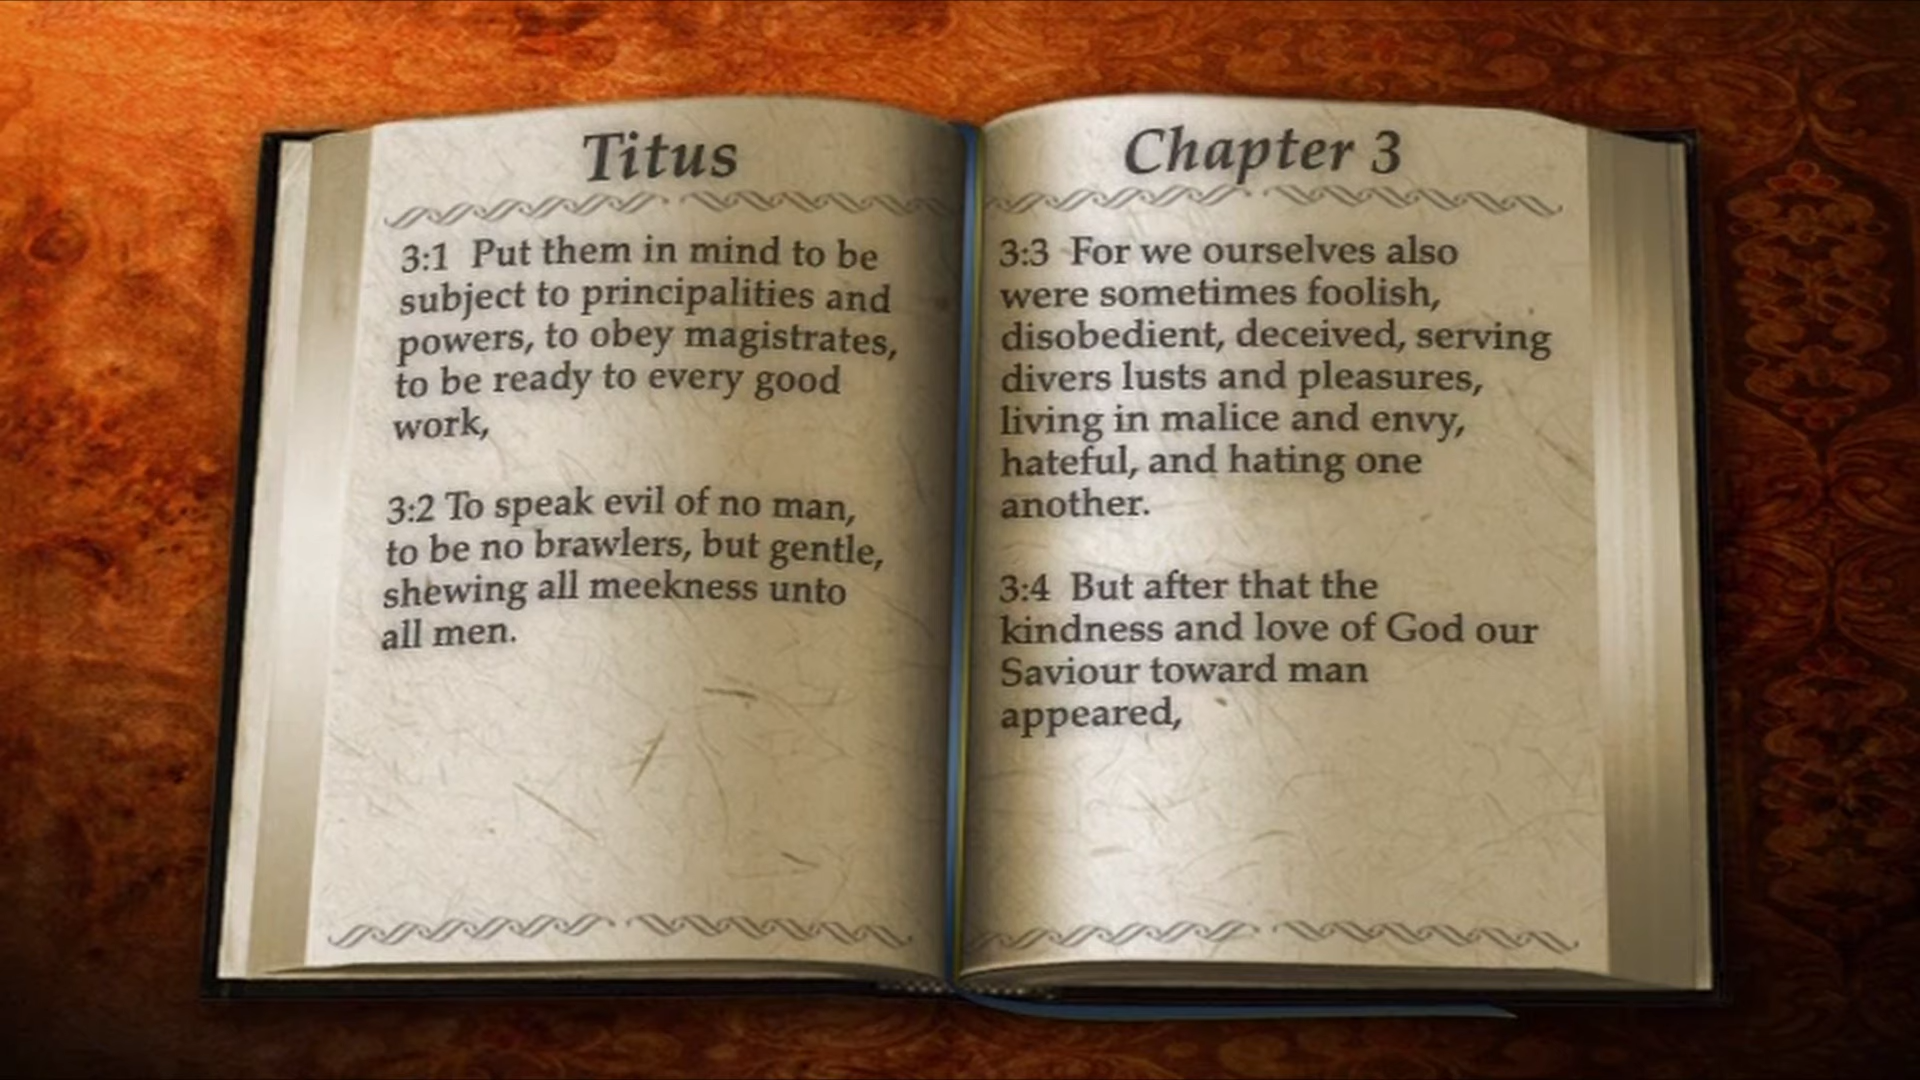 Titus
3:1 Put them in mind to be
subject to principalities and
powers, to obey magistrates,
to be ready to every good
work,
3:2 To speak evil of no man,
to be no brawlers, but gentle,
shewing all meekness unto
all men.
Chapter 3
3:3 For we ourselves also
were sometimes foolish,
disobedient, deceived, serving
divers lusts and pleasures,
living in malice and envy,
hateful, and hating one
another.
3:4 But after that the
kindness and love of God our
Saviour toward man
appeared,